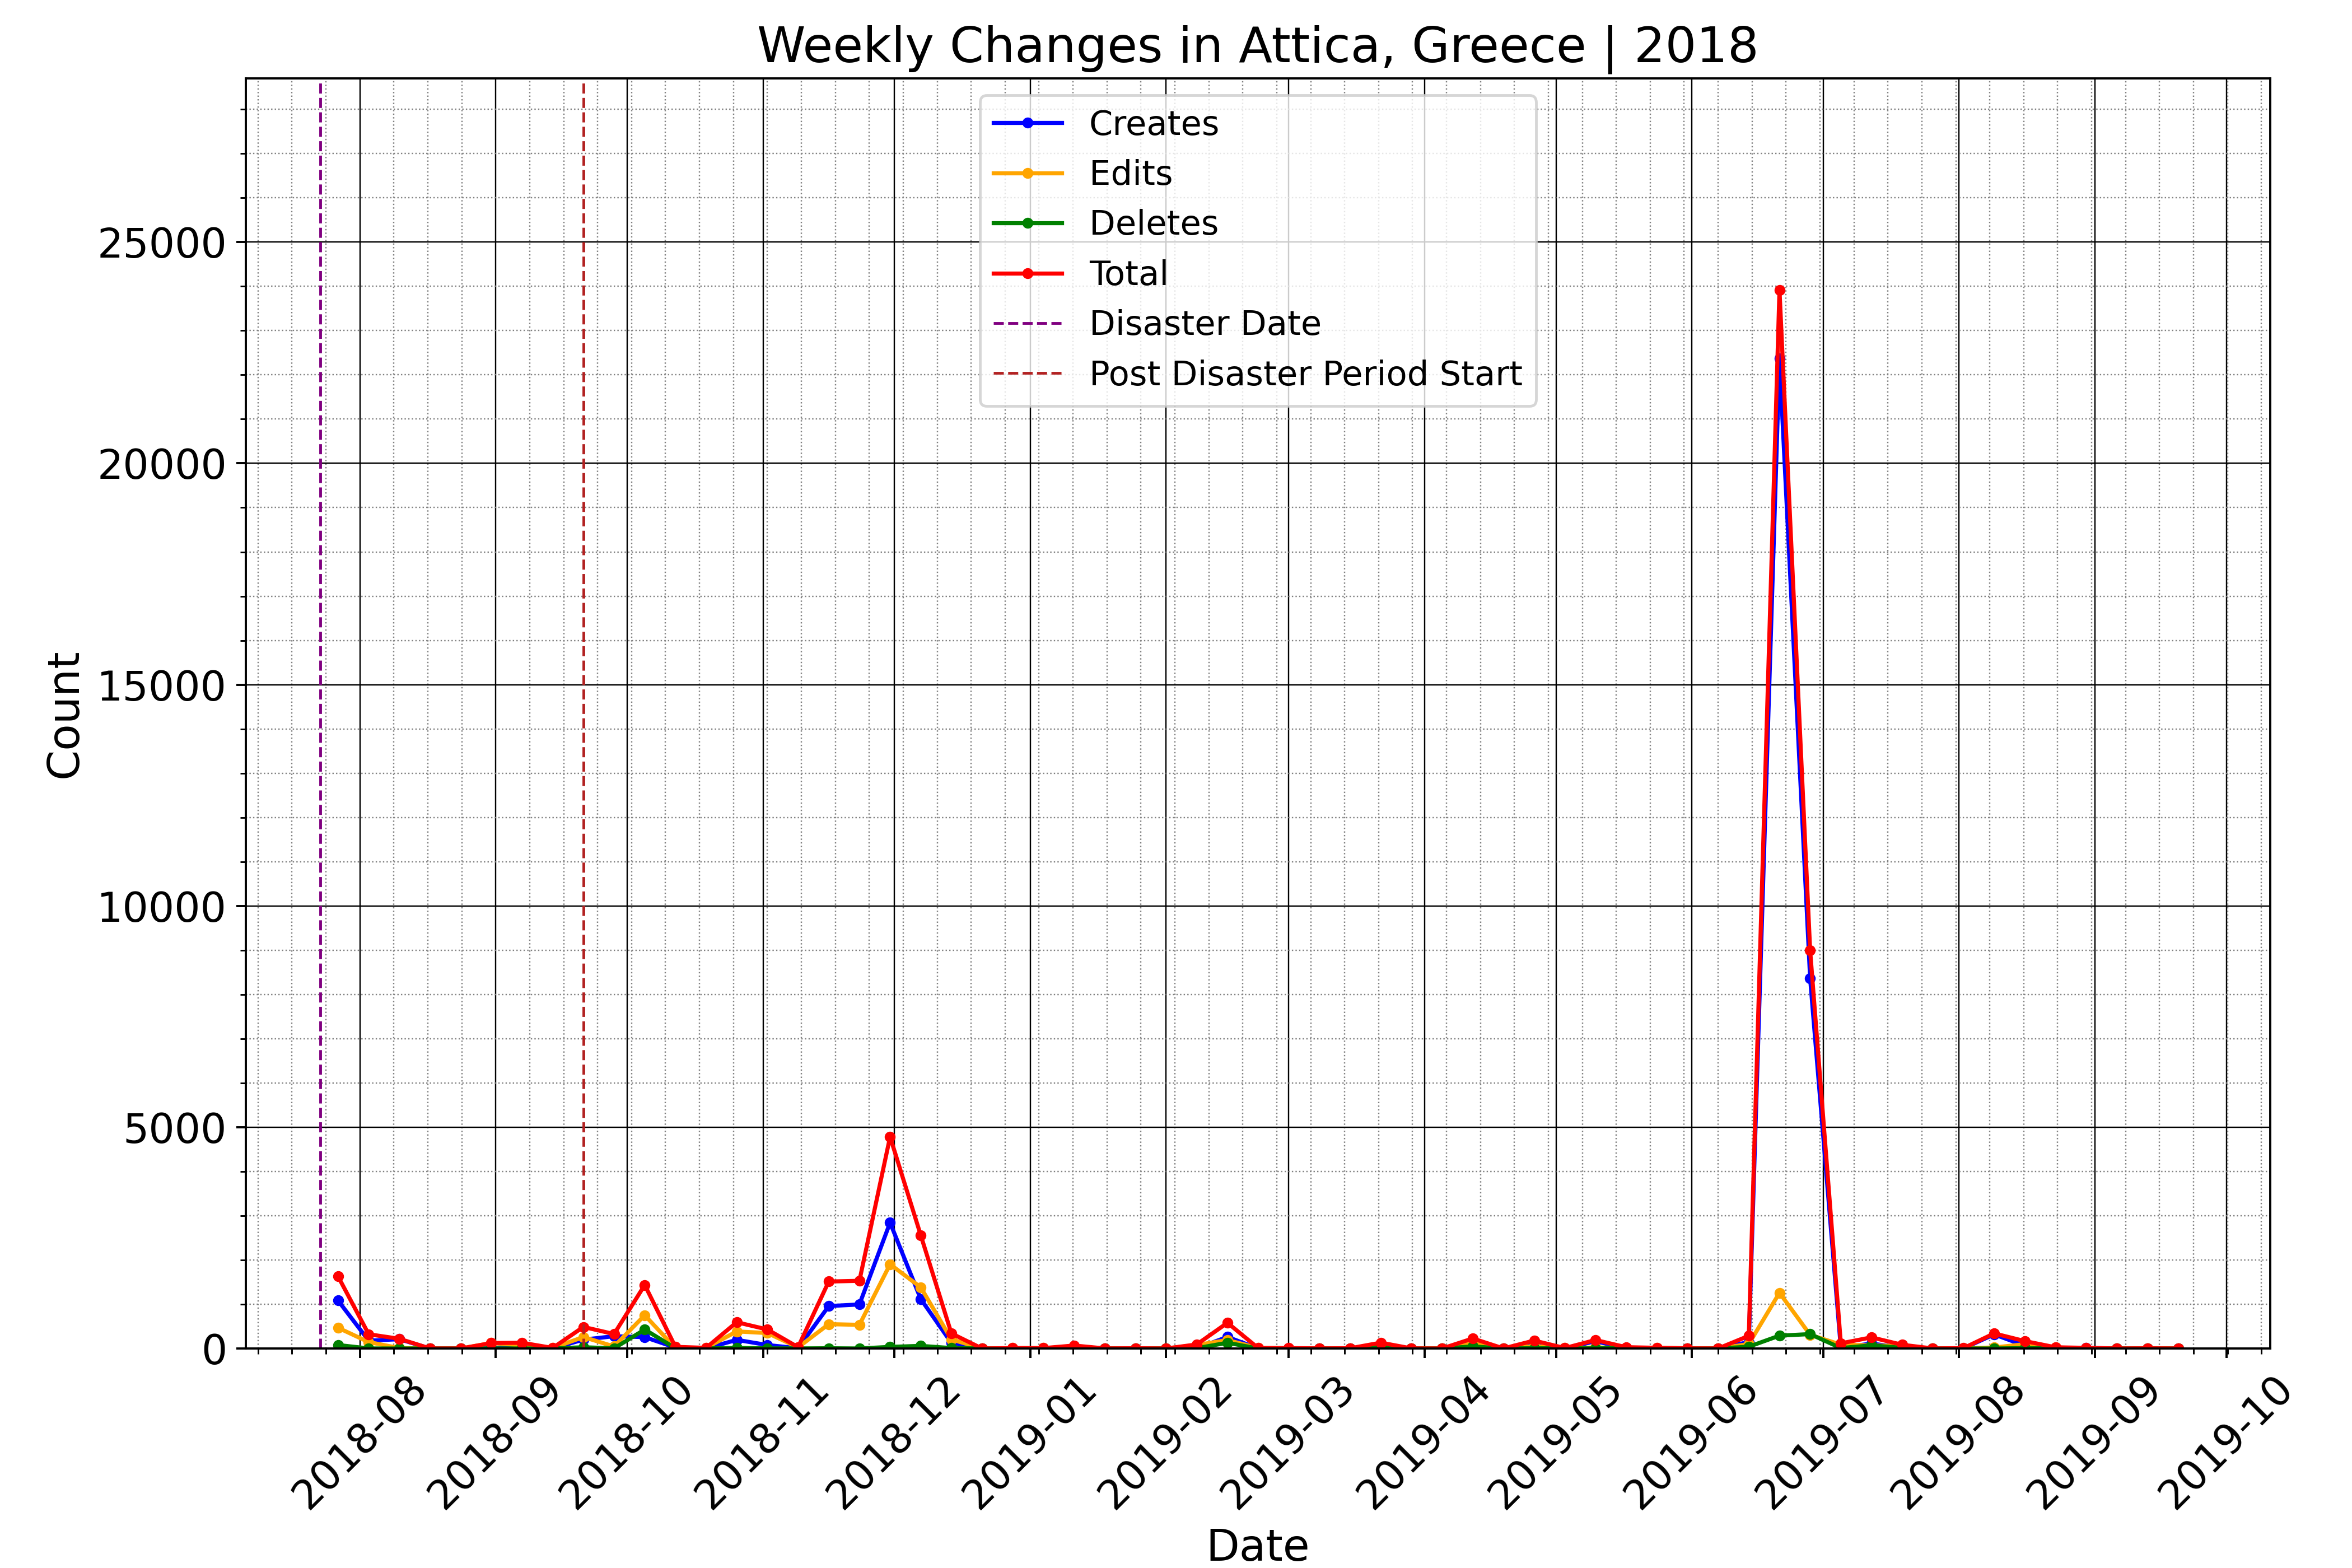 Weekly Changes in Attica, Greece | 2018
Creates
Edits
Deletes
Total
Disaster Date
Post Disaster Period Start
Count
25000
20000
15000
10000
5000
0
2018-08
2018-09
2018-10
2018-11
2018-12
2019-01
2019-02
2019-03
2019-04
2019-05
2019-06
2019-07
2019-08
2019-09
2019-10
Date